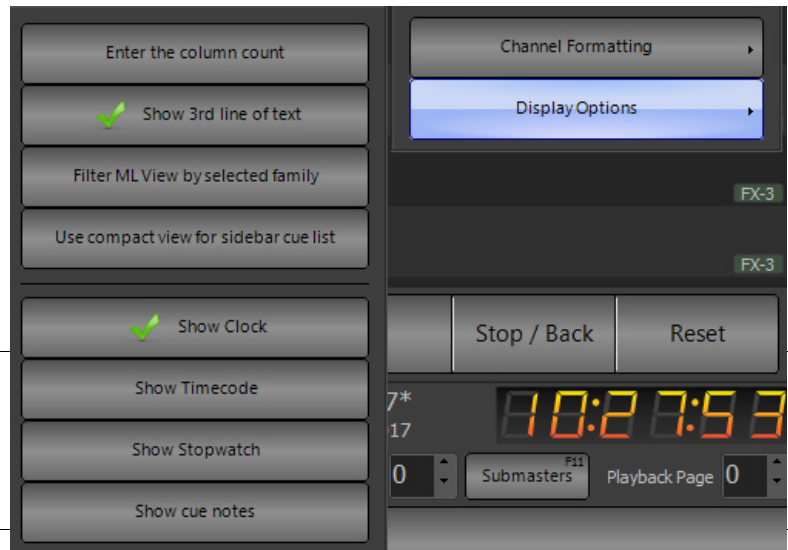 Enter the column count
Show 3rd line of text
Filter ML View by selected family
Use compact view for sidebar cue list
Show Clock
Show Timecode
Show Stopwatch
Show cue notes
Channel Formatting
Display Options
FX-3
FX-3
Stop / Back
Reset
7*
17
10:27:53
0
F11
Submasters
Playback Page
0